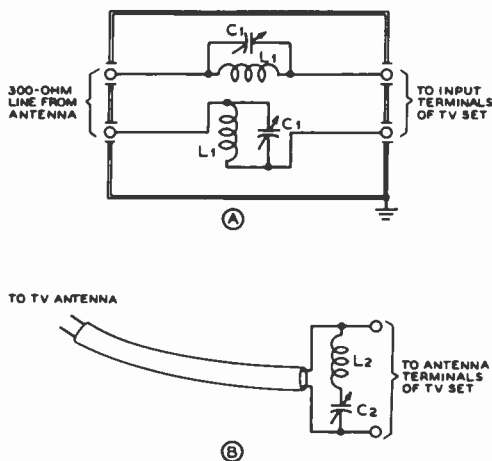 C1
L1
300-OHM
LINE FROM
ANTENNA
TO INPUT
TERMINALS
OF TV SET
L1
C1
A
TO TV ANTENNA
L2
C2
TO ANTENNA
TERMINALS
OF TV SET
B